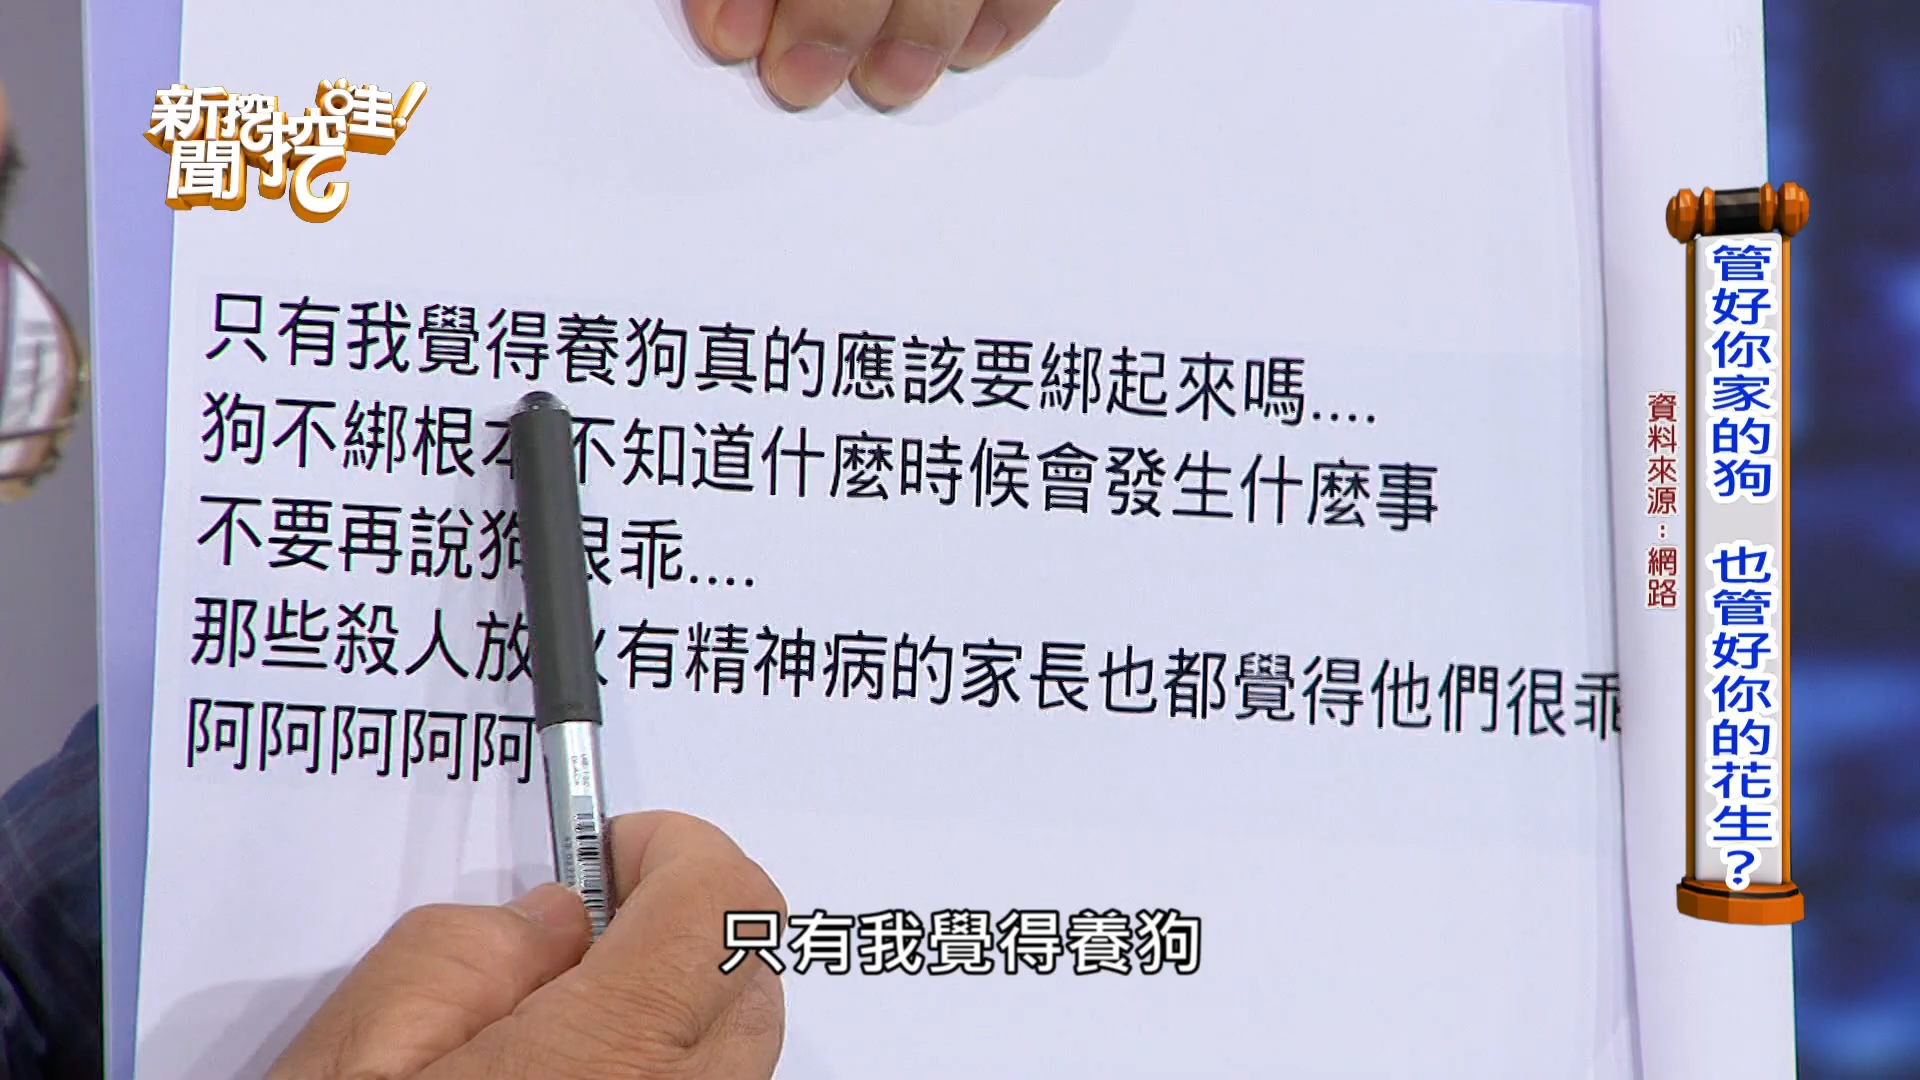 新聞挖挖哇!
只有我覺得養狗真的應該要綁起來嗎....
狗不綁根本不知道什麼時候會發生什麼事
不要再說狗很乖....
那些殺人放火有精神病的家長也都覺得他們很乖
阿阿阿阿阿
管好你家的狗 也管好你的花生?
資料來源:網路
只有我覺得養狗